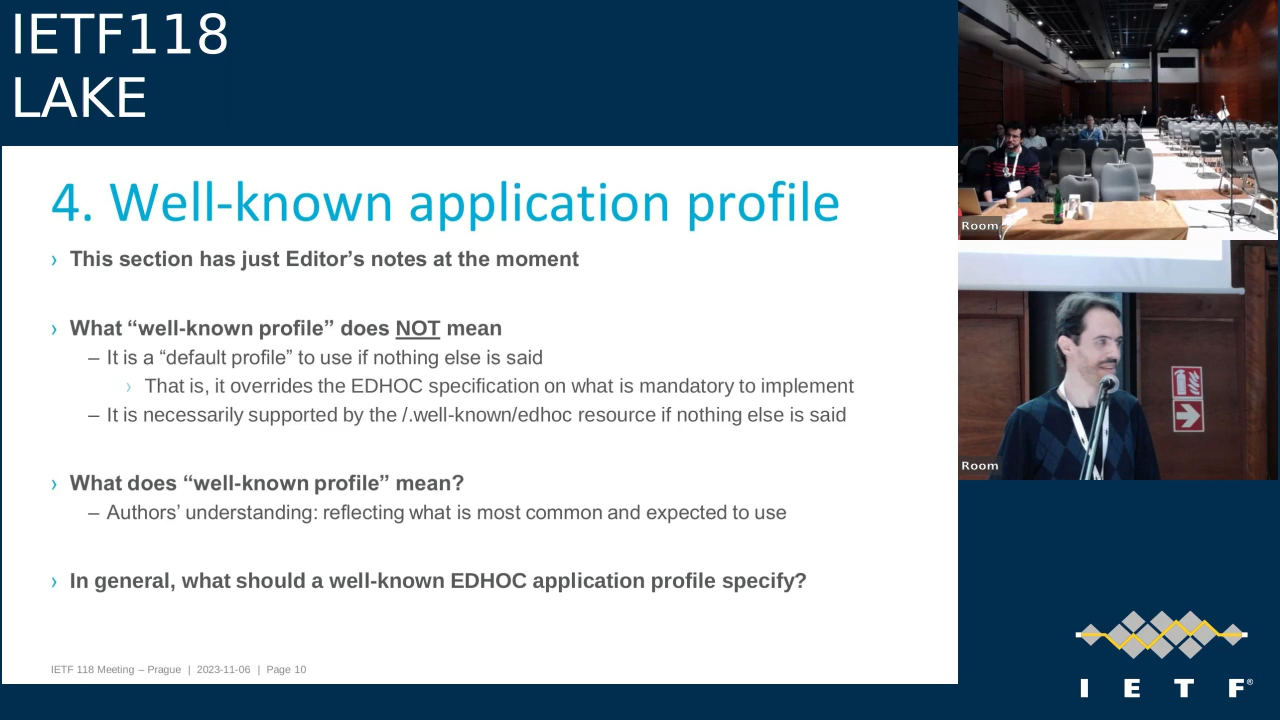 IETF118
LAKE
4. Well-known application profile
› This section has just Editor’s notes at the moment
› What “well-known profile” does NOT mean
– It is a “default profile” to use if nothing else is said
› That is, it overrides the EDHOC specification on what is mandatory to implement
– It is necessarily supported by the /.well-known/edhoc resource if nothing else is said
› What does “well-known profile” mean?
– Authors’ understanding: reflecting what is most common and expected to use
› In general, what should a well-known EDHOC application profile specify?
IETF 118 Meeting – Prague | 2023-11-06 | Page 10
Room
Room
I E T F®